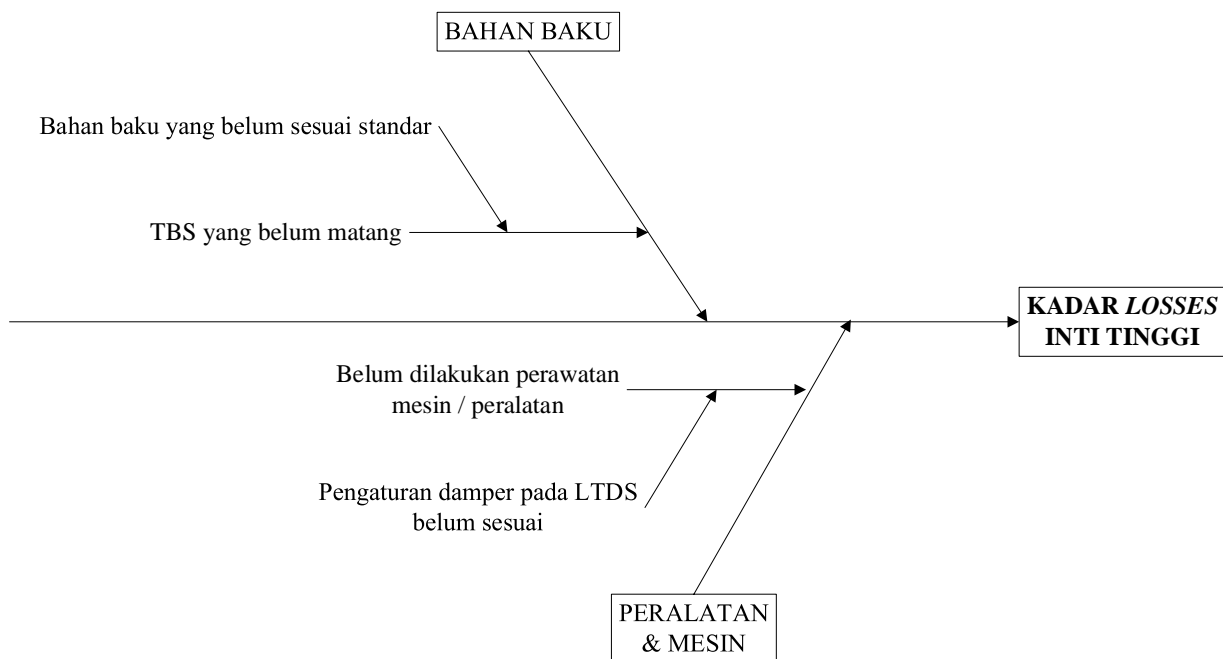 BAHAN BAKU
Bahan baku yang belum sesuai standar
TBS yang belum matang
KADAR LOSSES
INTI TINGGI
Belum dilakukan perawatan
mesin / peralatan
Pengaturan damper pada LTDS
belum sesuai
PERALATAN
& MESIN